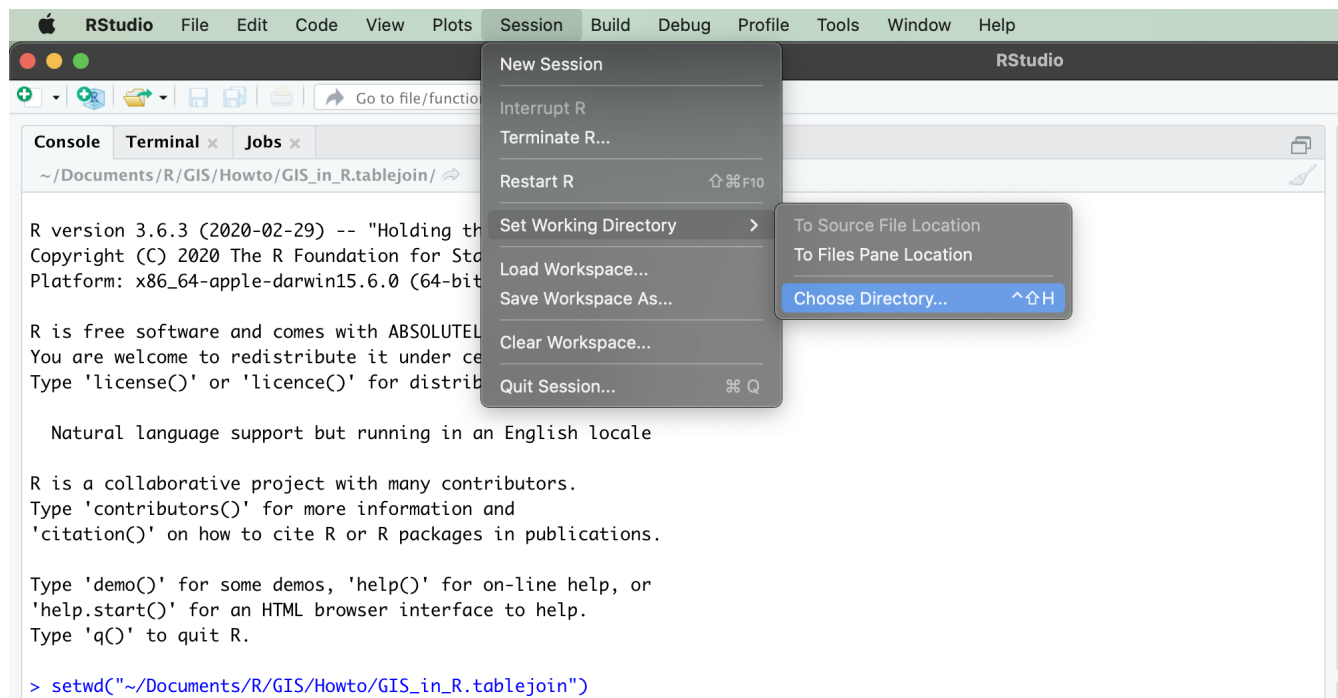 RStudio File Edit Code View Plots Session Build Debug Profile Tools Window Help
RStudio
Go to file/function
Console Terminal × Jobs ×
~/Documents/R/GIS/Howto/GIS_in_R.tablejoin/
New Session
Interrupt R
Terminate R...
Restart R ⇧⌘F10
Set Working Directory >
Load Workspace...
Save Workspace As...
Clear Workspace...
Quit Session... ⌘ Q
To Source File Location
To Files Pane Location
Choose Directory... ^⇧H
R version 3.6.3 (2020-02-29) -- "Holding
Copyright (C) 2020 The R Foundation for
Platform: x86_64-apple-darwin15.6.0 (64-bit
R is free software and comes with
You are welcome to redistribute it under
Type 'license()' or 'licence()' for
Natural language support but running in an English locale
R is a collaborative project with many contributors.
Type 'contributors()' for more information and
'citation()' on how to cite R or R packages in publications.
Type 'demo()' for some demos, 'help()' for on-line help, or
'help.start()' for an HTML browser interface to help.
Type 'q()' to quit R.
> setwd("~/Documents/R/GIS/Howto/GIS_in_R.tablejoin")